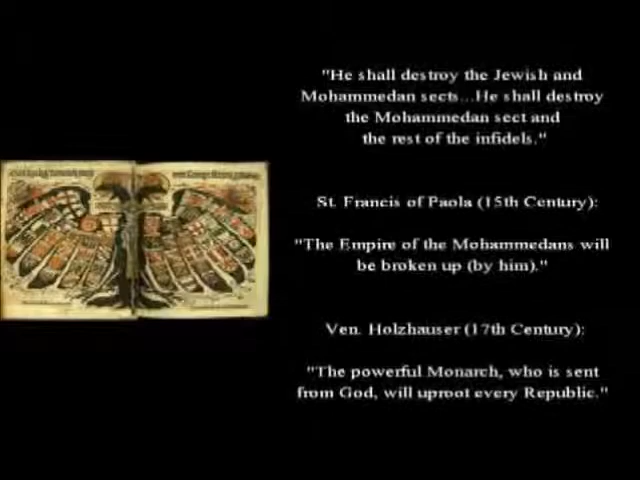 "He shall destroy the Jewish and
Mohammedan sects...He shall destroy
the Mohammedan sect and
the rest of the infidels."
St. Francis of Paola (15th Century):
"The Empire of the Mohammedans will
be broken up (by him)."
Ven. Holzhauser (17th Century):
"The powerful Monarch, who is sent
from God, will uproot every Republic."